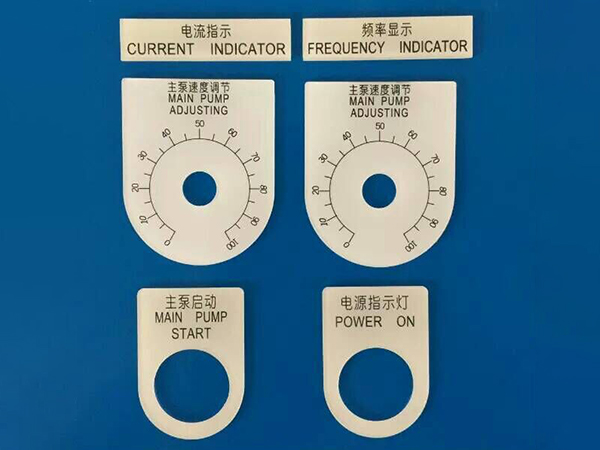 电流指示
CURRENT INDICATOR
频率显示
FREQUENCY INDICATOR
主泵速度调节
MAIN PUMP
ADJUSTING
0 10 20 30 40 50 60 70 80 90 100
主泵速度调节
MAIN PUMP
ADJUSTING
0 10 20 30 40 50 60 70 80 90 100
主泵启动
MAIN PUMP
START
电源指示灯
POWER ON